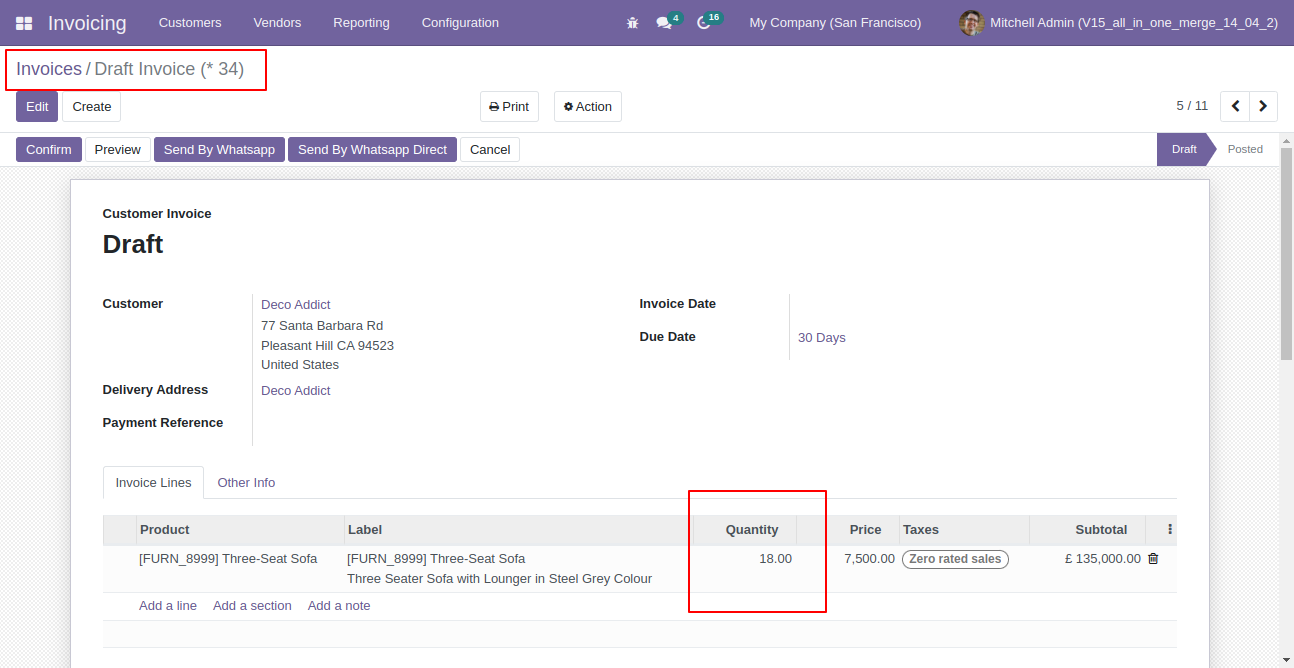 Invoicing Customers Vendors Reporting Configuration 4 16 My Company (San Francisco) Mitchell Admin (V15_all_in_one_merge_14_04_2)
Invoices / Draft Invoice (* 34)
Edit Create Print Action 5 / 11
Confirm Preview Send By Whatsapp Send By Whatsapp Direct Cancel Draft Posted
Customer Invoice
Draft
Customer Deco Addict Invoice Date
77 Santa Barbara Rd
Pleasant Hill CA 94523 Due Date 30 Days
United States
Delivery Address Deco Addict
Payment Reference
Invoice Lines Other Info
Product Label Quantity Price Taxes Subtotal
[FURN_8999] Three-Seat Sofa [FURN_8999] Three-Seat Sofa 18.00 7,500.00 Zero rated sales £ 135,000.00
Three Seater Sofa with Lounger in Steel Grey Colour
Add a line Add a section Add a note